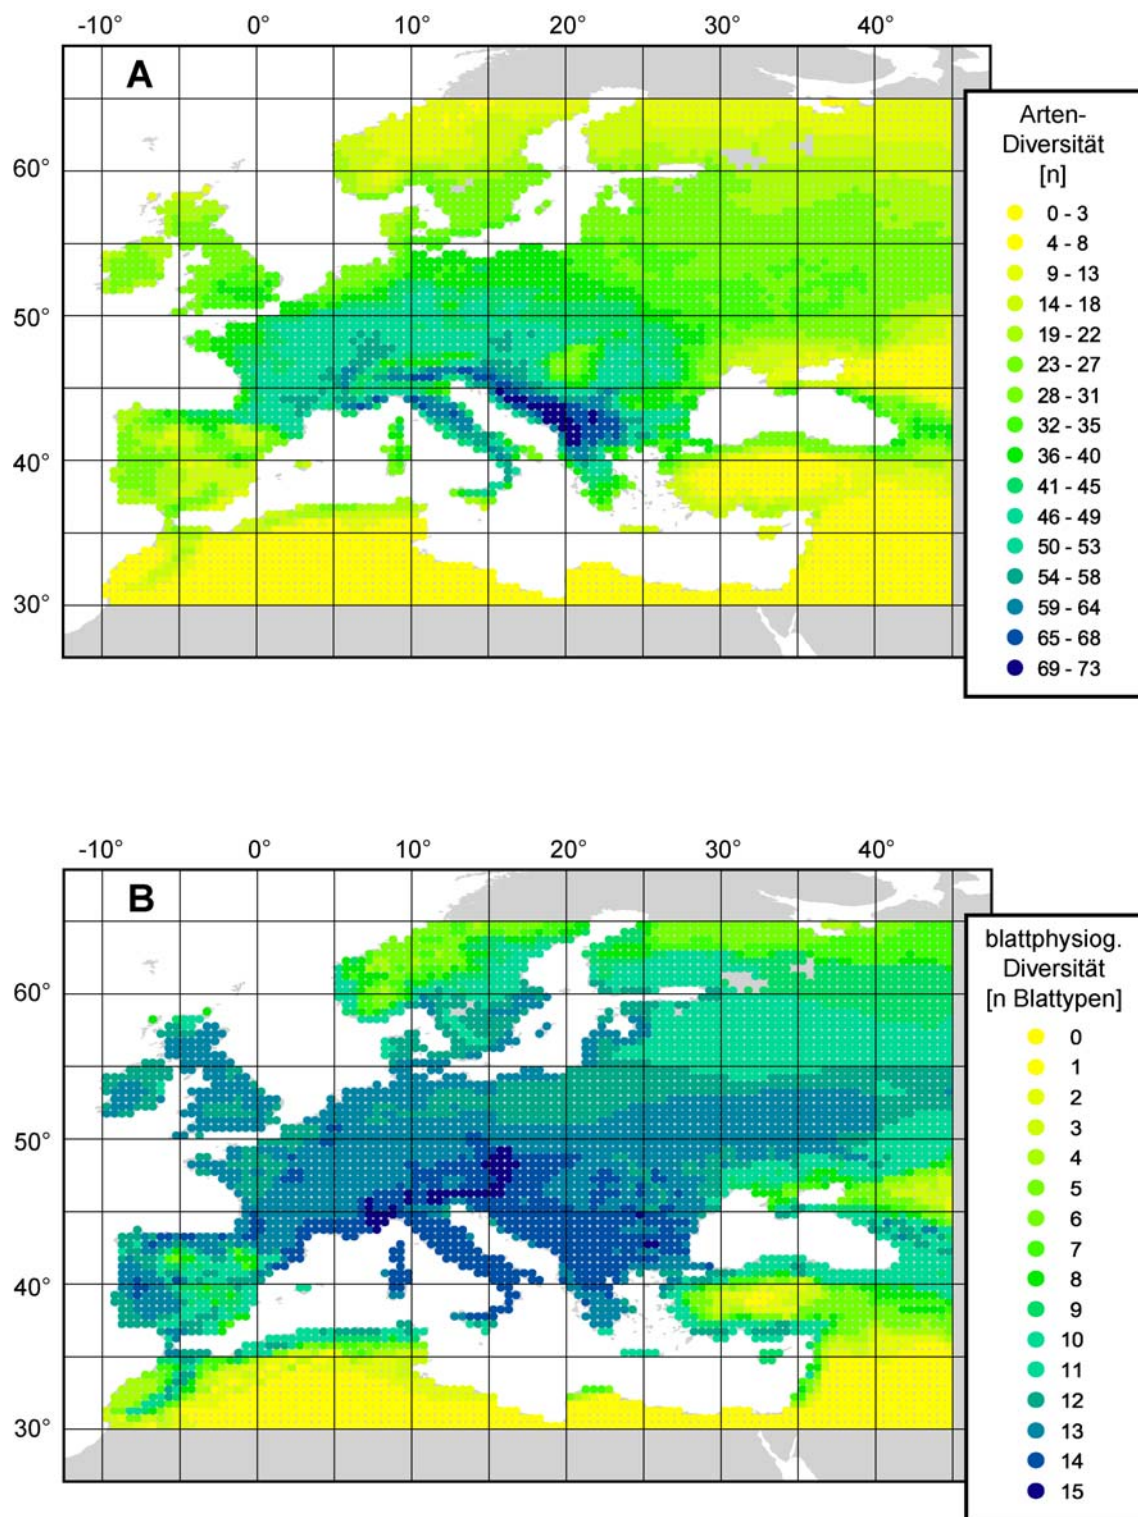 -10° 0° 10° 20° 30° 40°
A
60°
50°
40°
30°
Arten-
Diversität
[n]
0 - 3
4 - 8
9 - 13
14 - 18
19 - 22
23 - 27
28 - 31
32 - 35
36 - 40
41 - 45
46 - 49
50 - 53
54 - 58
59 - 64
65 - 68
69 - 73
-10° 0° 10° 20° 30° 40°
B
60°
50°
40°
30°
blattphysiog.
Diversität
[n Blattypen]
0
1
2
3
4
5
6
7
8
9
10
11
12
13
14
15